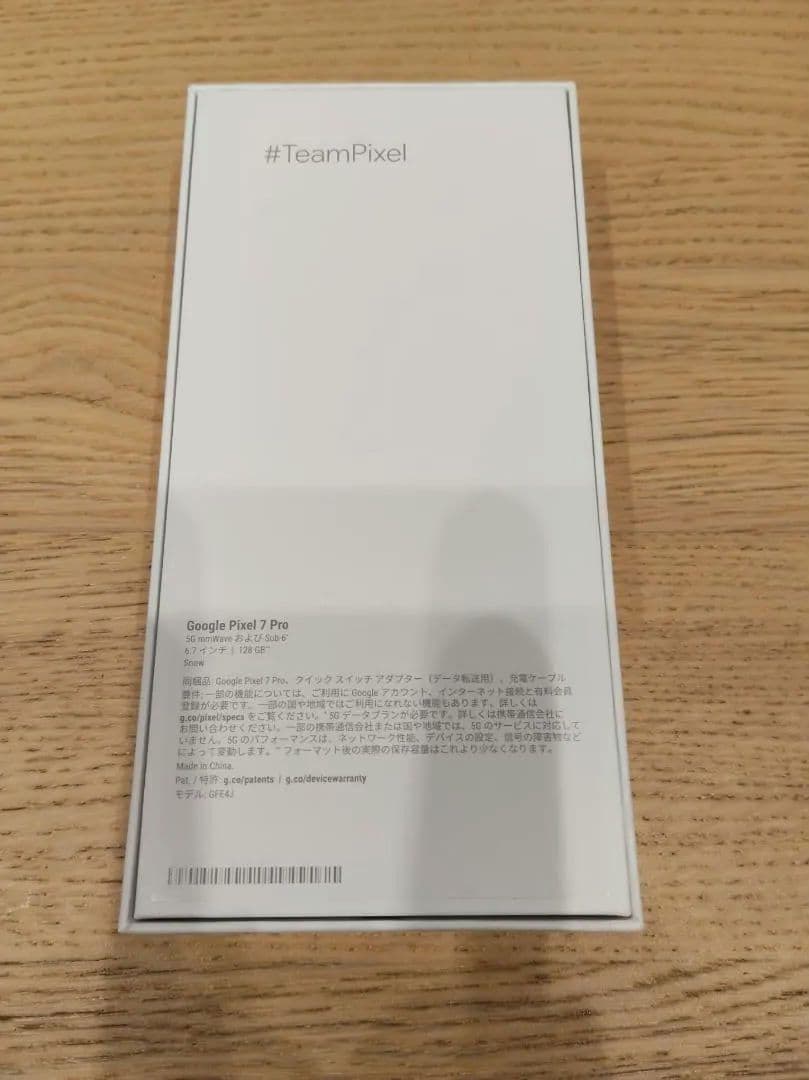 #TeamPixel
Google Pixel 7 Pro
5G mmWave および Sub-6*
6.7 インチ | 128 GB**
Snow
同梱品: Google Pixel 7 Pro、クイック スイッチ アダプター（データ転送用）、充電ケーブル
要件: 一部の機能については、ご利用に Google アカウント、インターネット接続と有料会員
登録が必要です。一部の国や地域ではご利用になれない機能もあります。詳しくは
g.co/pixel/specs をご覧ください。*5G データプランが必要です。詳しくは携帯通信会社に
お問い合わせください。一部の携帯通信会社または国や地域では、5G のサービスに対応して
いません。5G のパフォーマンスは、ネットワーク性能、デバイスの設定、信号の障害物など
によって変動します。**フォーマット後の実際の保存容量はこれより少なくなります。
Made in China.
Pat. / 特許: g.co/patents | g.co/devicewarranty
モデル: GFE4J